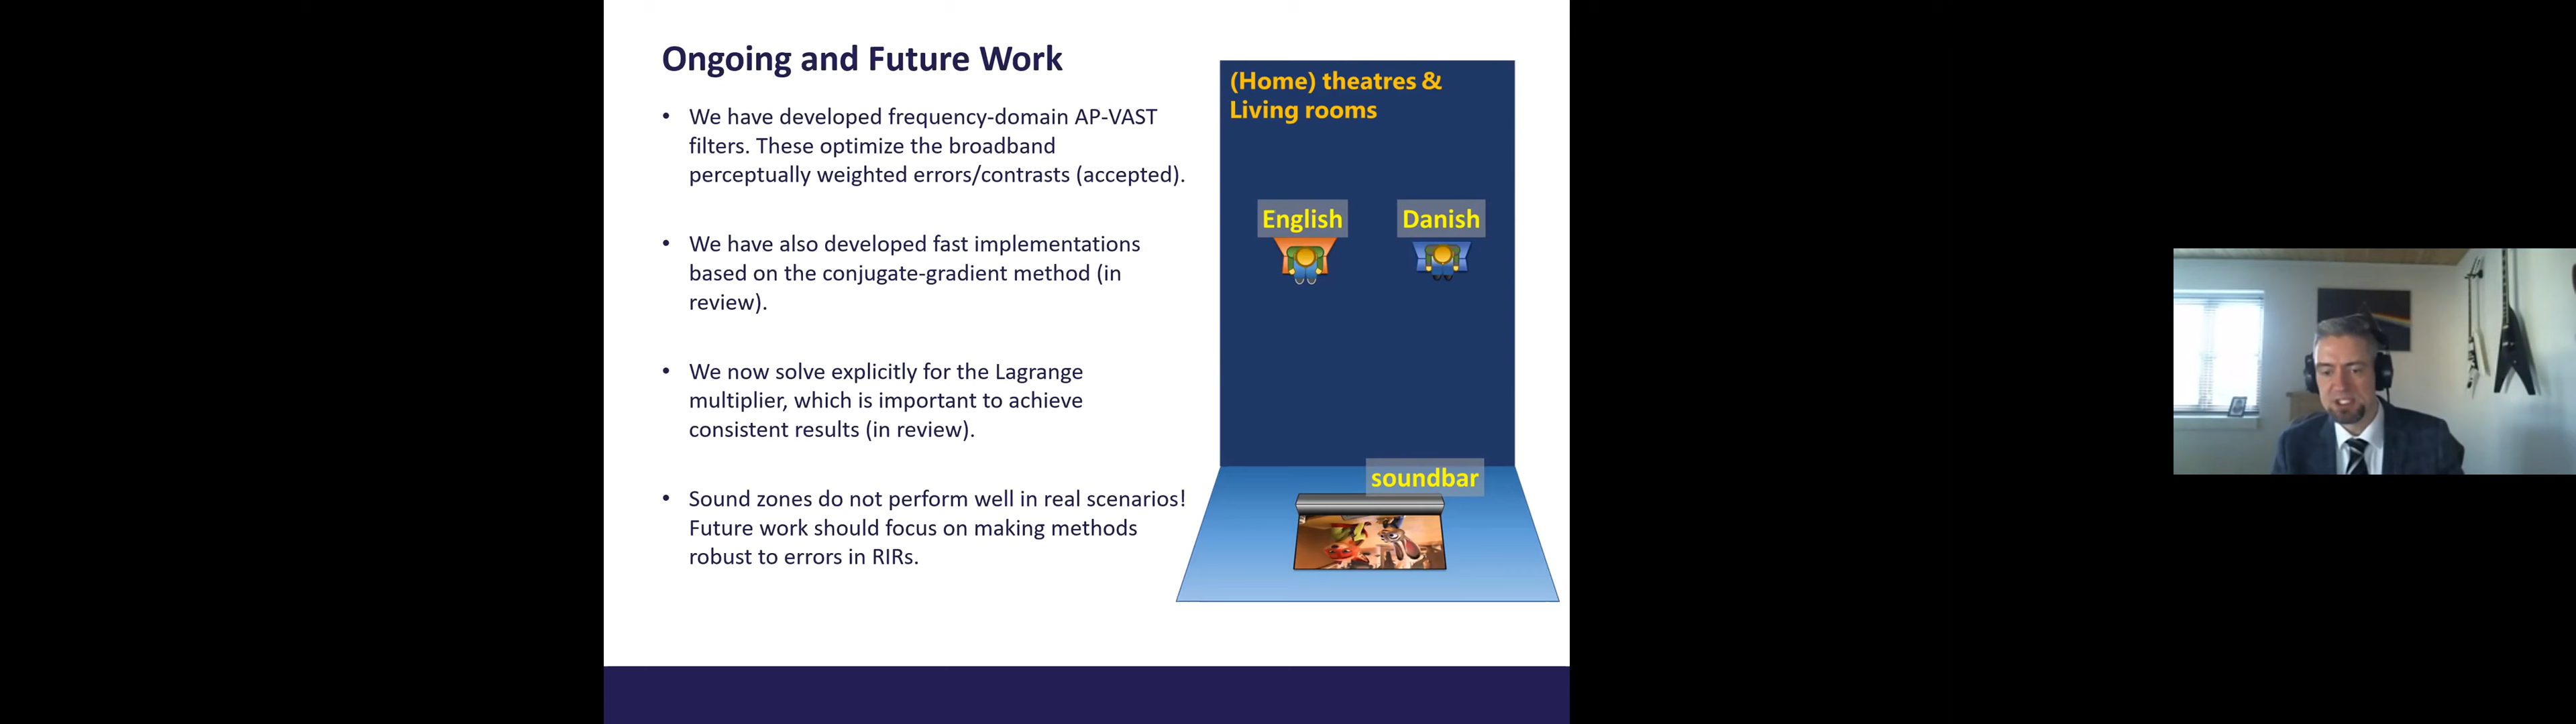 Ongoing and Future Work
• We have developed frequency-domain AP-VAST
filters. These optimize the broadband
perceptually weighted errors/contrasts (accepted).
• We have also developed fast implementations
based on the conjugate-gradient method (in
review).
• We now solve explicitly for the Lagrange
multiplier, which is important to achieve
consistent results (in review).
• Sound zones do not perform well in real scenarios!
Future work should focus on making methods
robust to errors in RIRs.
(Home) theatres &
Living rooms
English
Danish
soundbar